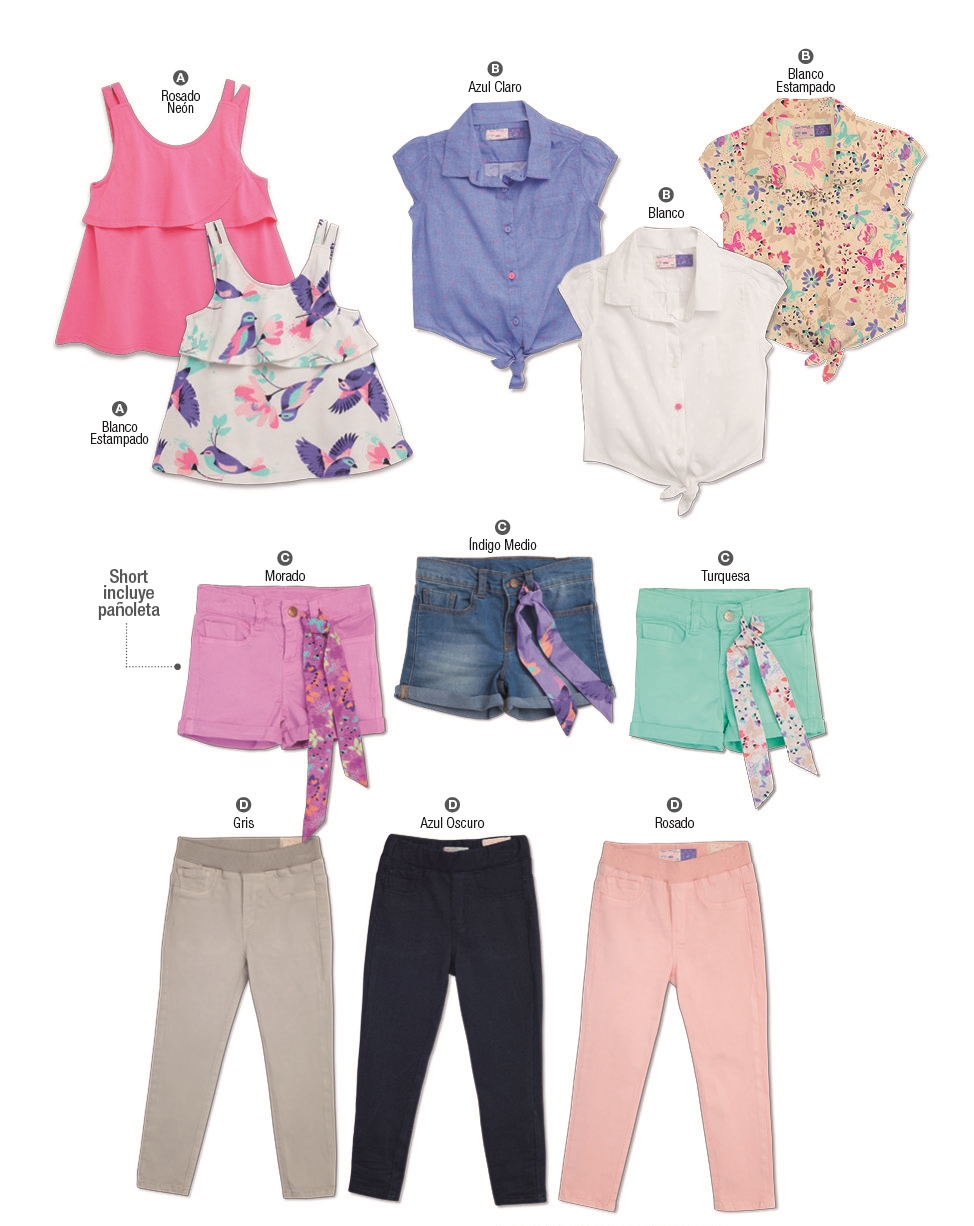 A
Rosado
Neón
B
Azul Claro
B
Blanco
Estampado
B
Blanco
A
Blanco
Estampado
C
Índigo Medio
C
Morado
C
Turquesa
Short
incluye
pañoleta
D
Gris
D
Azul Oscuro
D
Rosado